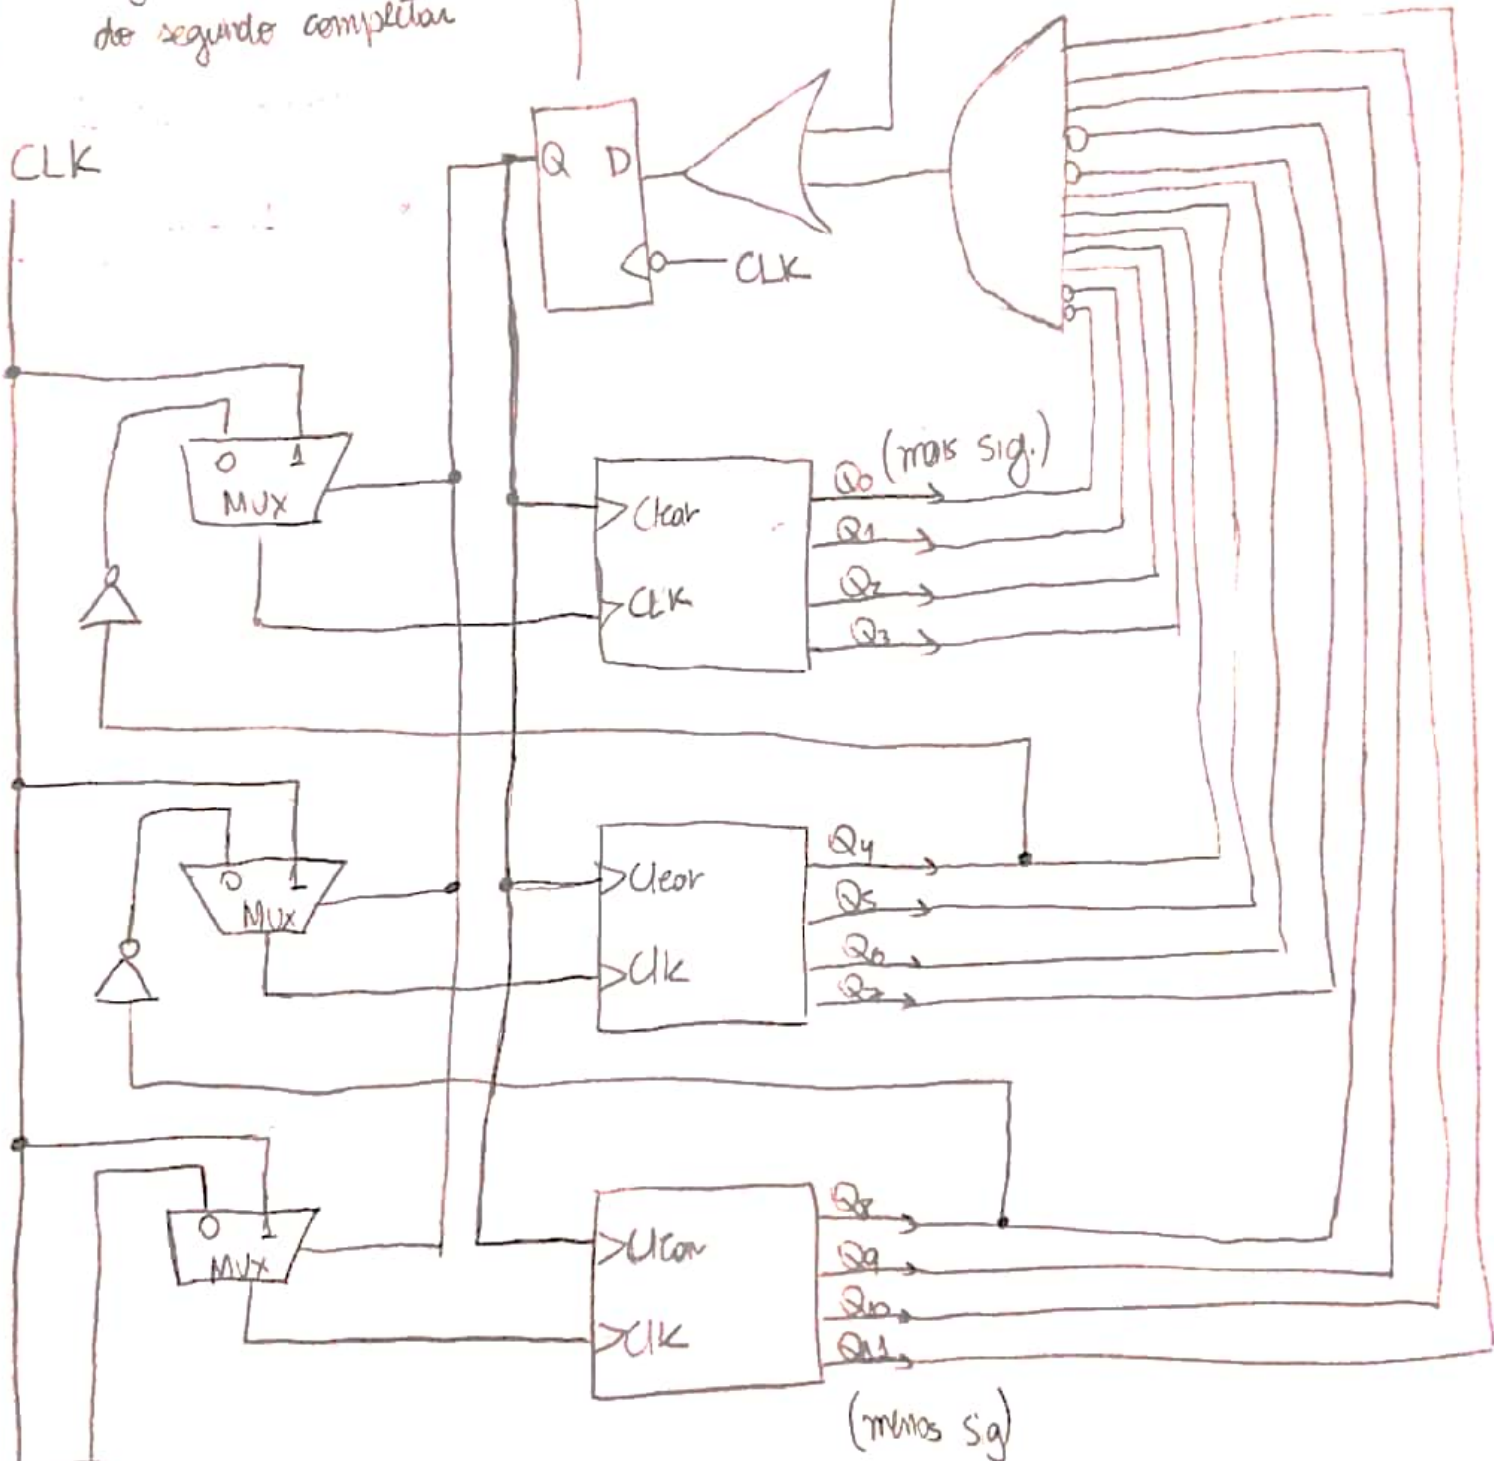 do segundo completar
CLK
Q D
CLK
0 1
MUX
Clear
CLK
Q0 (mais sig.)
Q1
Q2
Q3
0 1
MUX
Clear
Clk
Q4
Q5
Q6
Q7
0 1
MUX
Clear
Clk
Q8
Q9
Q10
Q11
(menos sig)